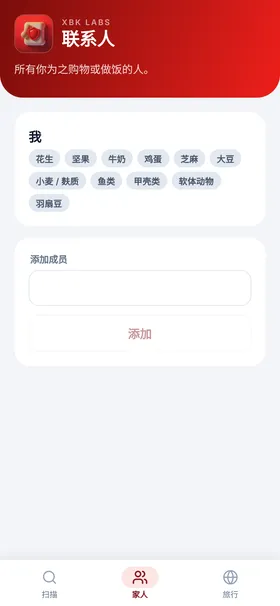 XBK LABS
联系人
所有你为之购物或做饭的人。
我
花生 坚果 牛奶 鸡蛋 芝麻 大豆
小麦 / 麸质 鱼类 甲壳类 软体动物
羽扇豆
添加成员
添加
扫描 家人 旅行